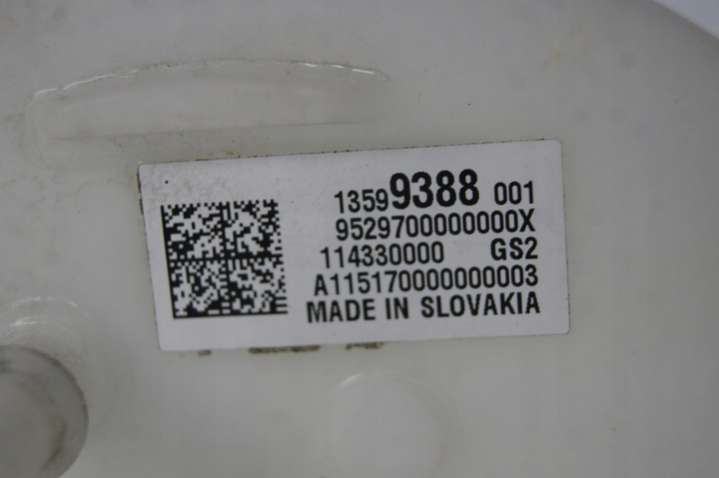 13599388 001
9529700000000X
114330000 GS2
A115170000000003
MADE IN SLOVAKIA